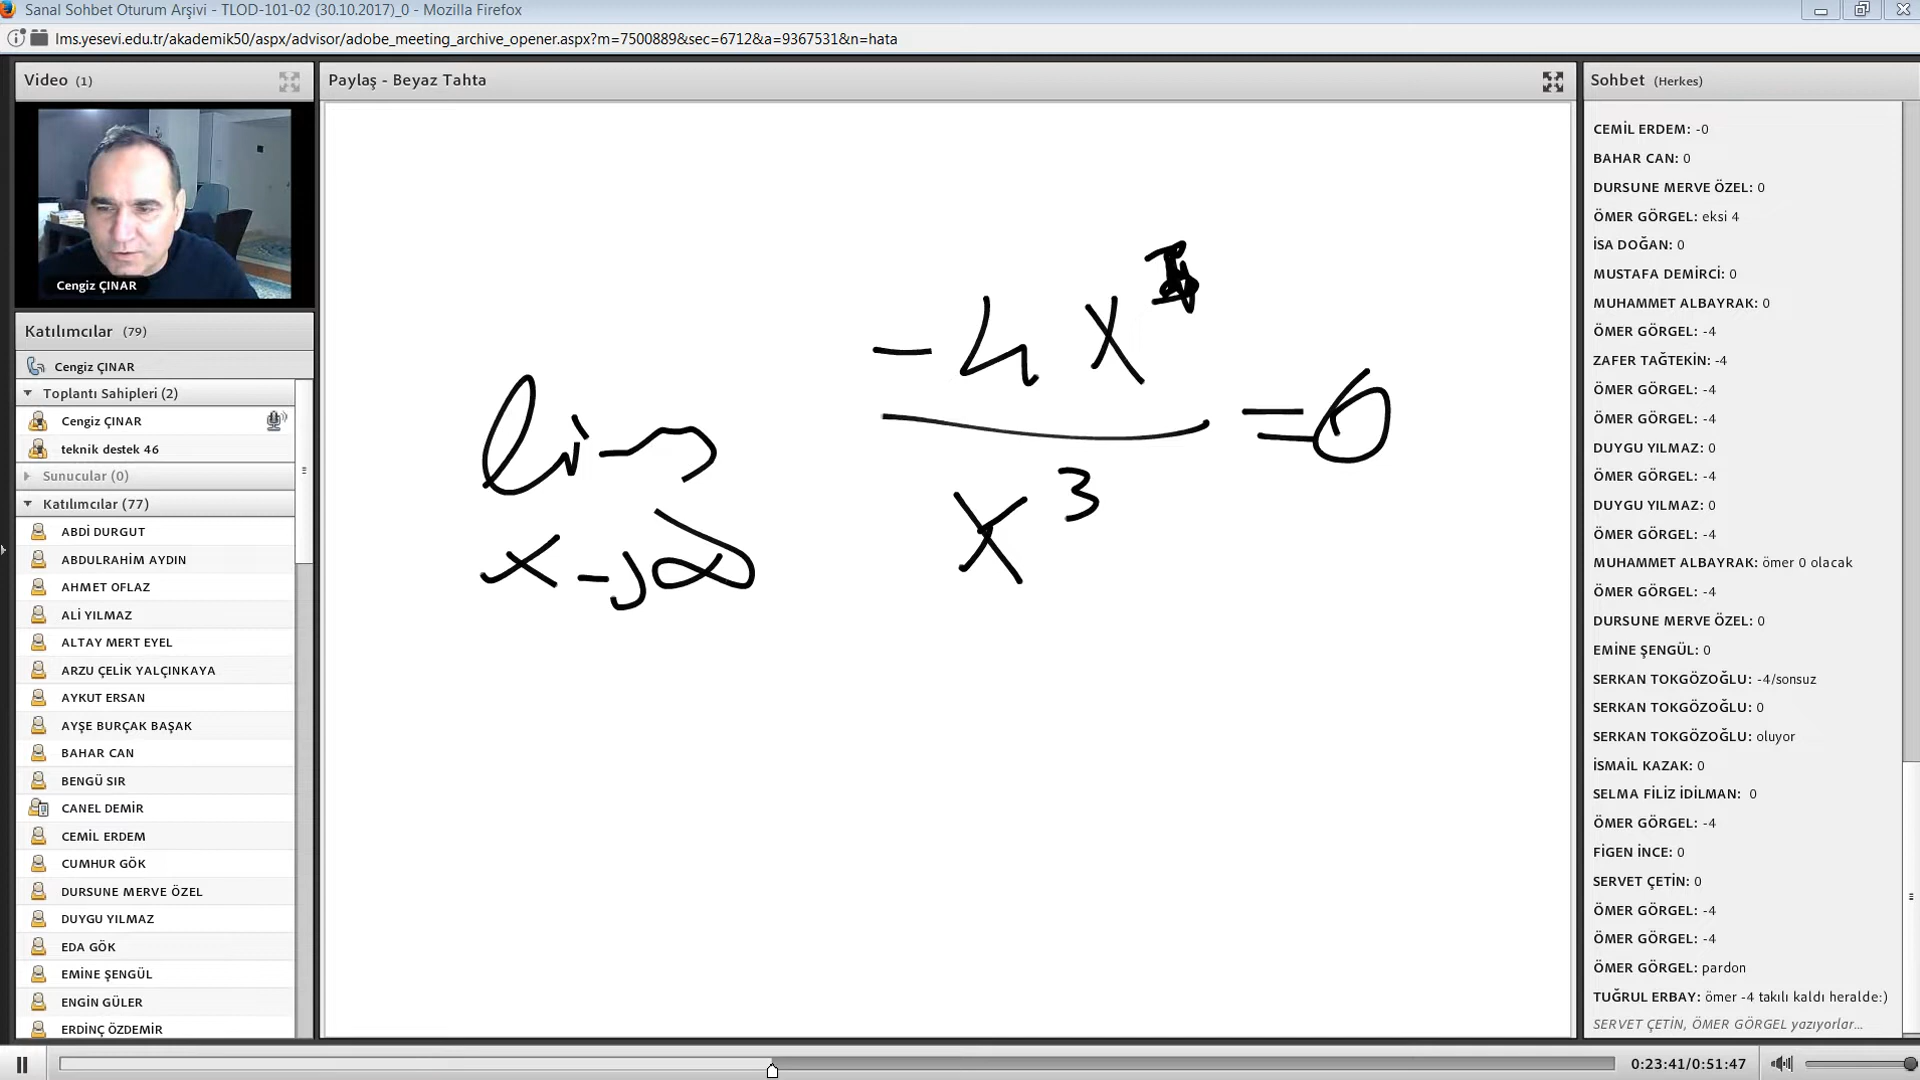 Sanal Sohbet Oturum Arşivi - TLOD-101-02 (30.10.2017)_0 - Mozilla Firefox
lms.yesevi.edu.tr/akademik50/aspx/advisor/adobe_meeting_archive_opener.aspx?m=7500889&sec=6712&a=9367531&n=hata
Video (1)
Cengiz ÇINAR
Katılımcılar (79)
Cengiz ÇINAR
Toplantı Sahipleri (2)
Cengiz ÇINAR
teknik destek 46
Sunucular (0)
Katılımcılar (77)
ABDİ DURGUT
ABDULRAHİM AYDIN
AHMET OFLAZ
ALİ YILMAZ
ALTAY MERT EYEL
ARZU ÇELİK YALÇINKAYA
AYKUT ERSAN
AYŞE BURÇAK BAŞAK
BAHAR CAN
BENGÜ SIR
CANEL DEMİR
CEMİL ERDEM
CUMHUR GÖK
DURSUNE MERVE ÖZEL
DUYGU YILMAZ
EDA GÖK
EMİNE ŞENGÜL
ENGİN GÜLER
ERDİNÇ ÖZDEMİR
Paylaş - Beyaz Tahta
-4 x
lim = 0
x→∞ x^3
Sohbet (Herkes)
CEMİL ERDEM: -0
BAHAR CAN: 0
DURSUNE MERVE ÖZEL: 0
ÖMER GÖRGEL: eksi 4
İSA DOĞAN: 0
MUSTAFA DEMİRCİ: 0
MUHAMMET ALBAYRAK: 0
ÖMER GÖRGEL: -4
ZAFER TAĞTEKİN: -4
ÖMER GÖRGEL: -4
ÖMER GÖRGEL: -4
DUYGU YILMAZ: 0
ÖMER GÖRGEL: -4
DUYGU YILMAZ: 0
ÖMER GÖRGEL: -4
MUHAMMET ALBAYRAK: ömer 0 olacak
ÖMER GÖRGEL: -4
DURSUNE MERVE ÖZEL: 0
EMİNE ŞENGÜL: 0
SERKAN TOKGÖZOĞLU: -4/sonsuz
SERKAN TOKGÖZOĞLU: 0
SERKAN TOKGÖZOĞLU: oluyor
İSMAİL KAZAK: 0
SELMA FİLİZ İDİLMAN: 0
ÖMER GÖRGEL: -4
FİGEN İNCE: 0
SERVET ÇETİN: 0
ÖMER GÖRGEL: -4
ÖMER GÖRGEL: -4
ÖMER GÖRGEL: pardon
TUĞRUL ERBAY: ömer -4 takılı kaldı heralde:)
SERVET ÇETİN, ÖMER GÖRGEL yazıyorlar...
0:23:41/0:51:47